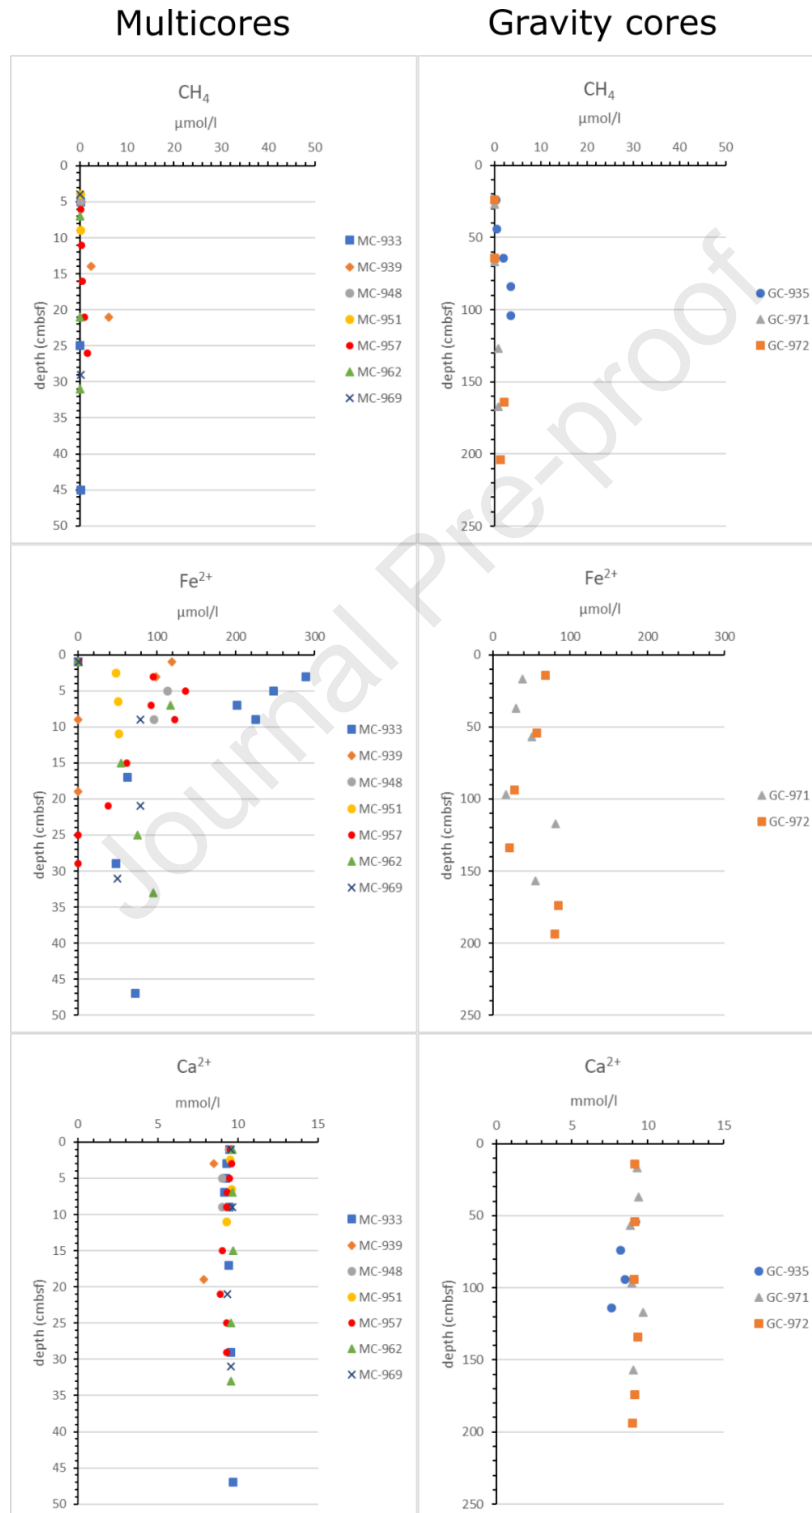 Multicores
Gravity cores
CH₄
µmol/l
0 10 20 30 40 50
depth (cmbsf)
0
5
10
15
20
25
30
35
40
45
50
MC-933
MC-939
MC-948
MC-951
MC-957
MC-962
MC-969
CH₄
µmol/l
0 10 20 30 40 50
depth (cmbsf)
0
50
100
150
200
250
GC-935
GC-971
GC-972
Fe²⁺
µmol/l
0 100 200 300
depth (cmbsf)
0
5
10
15
20
25
30
35
40
45
50
MC-933
MC-939
MC-948
MC-951
MC-957
MC-962
MC-969
Fe²⁺
µmol/l
0 100 200 300
depth (cmbsf)
0
50
100
150
200
250
GC-971
GC-972
Ca²⁺
mmol/l
0 5 10 15
depth (cmbsf)
0
5
10
15
20
25
30
35
40
45
50
MC-933
MC-939
MC-948
MC-951
MC-957
MC-962
MC-969
Ca²⁺
mmol/l
0 5 10 15
depth (cmbsf)
0
50
100
150
200
250
GC-935
GC-971
GC-972
Journal Pre-proof